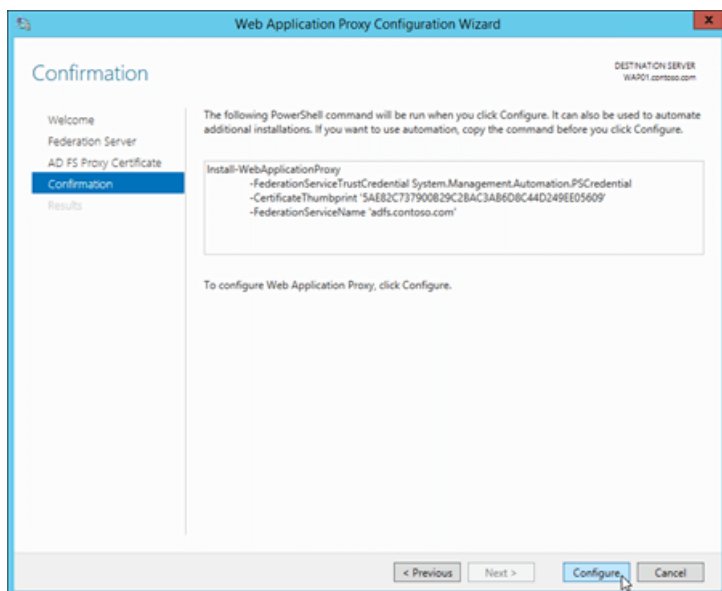 Web Application Proxy Configuration Wizard
x
Confirmation
DESTINATION SERVER
WAP01.contoso.com
Welcome
Federation Server
AD FS Proxy Certificate
Confirmation
Results
The following PowerShell command will be run when you click Configure. It can also be used to automate
additional installations. If you want to use automation, copy the command before you click Configure.
Install-WebApplicationProxy
-FederationServiceTrustCredential System.Management.Automation.PSCredential
-CertificateThumbprint '5AE82C737900B29C2BAC3AB6D8C44D249EE05609'
-FederationServiceName 'adfs.contoso.com'
To configure Web Application Proxy, click Configure.
< Previous
Next >
Configure
Cancel